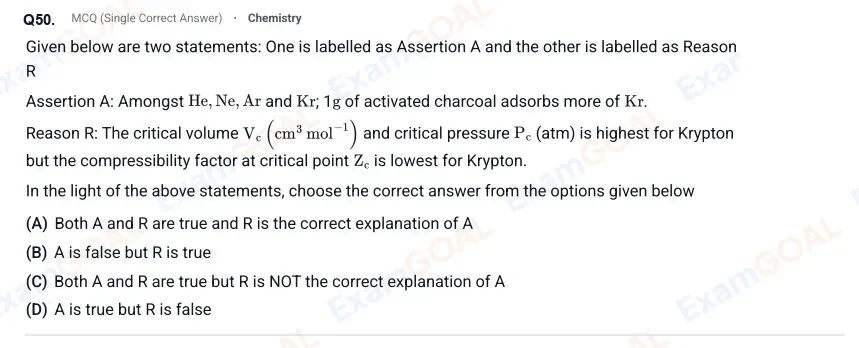 Q50. MCQ (Single Correct Answer) · Chemistry
Given below are two statements: One is labelled as Assertion A and the other is labelled as Reason
R
Assertion A: Amongst He, Ne, Ar and Kr; 1g of activated charcoal adsorbs more of Kr.
Reason R: The critical volume V_c (cm³ mol⁻¹) and critical pressure P_c (atm) is highest for Krypton
but the compressibility factor at critical point Z_c is lowest for Krypton.
In the light of the above statements, choose the correct answer from the options given below
(A) Both A and R are true and R is the correct explanation of A
(B) A is false but R is true
(C) Both A and R are true but R is NOT the correct explanation of A
(D) A is true but R is false
ExamGOAL